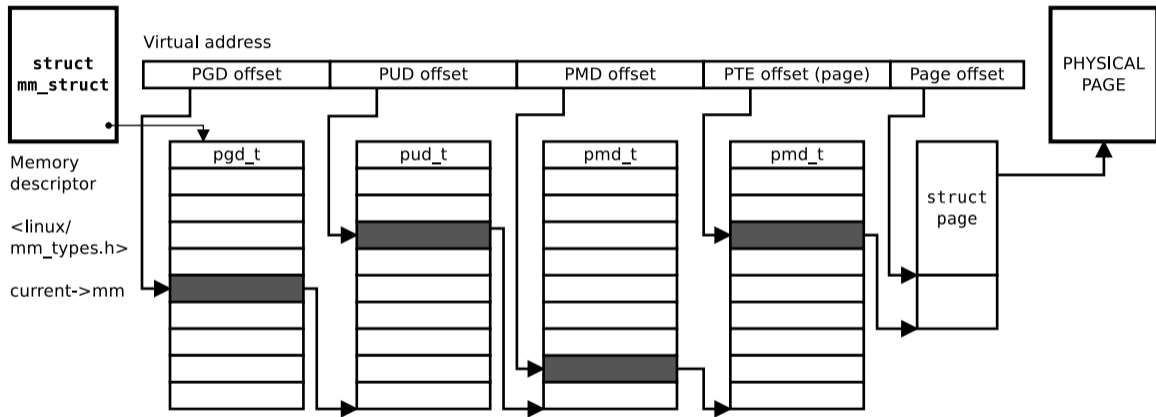 struct
mm_struct
Virtual address
PGD offset
PUD offset
PMD offset
PTE offset (page)
Page offset
PHYSICAL
PAGE
Memory
descriptor
<linux/
mm_types.h>
current->mm
pgd_t
pud_t
pmd_t
pmd_t
struct
page